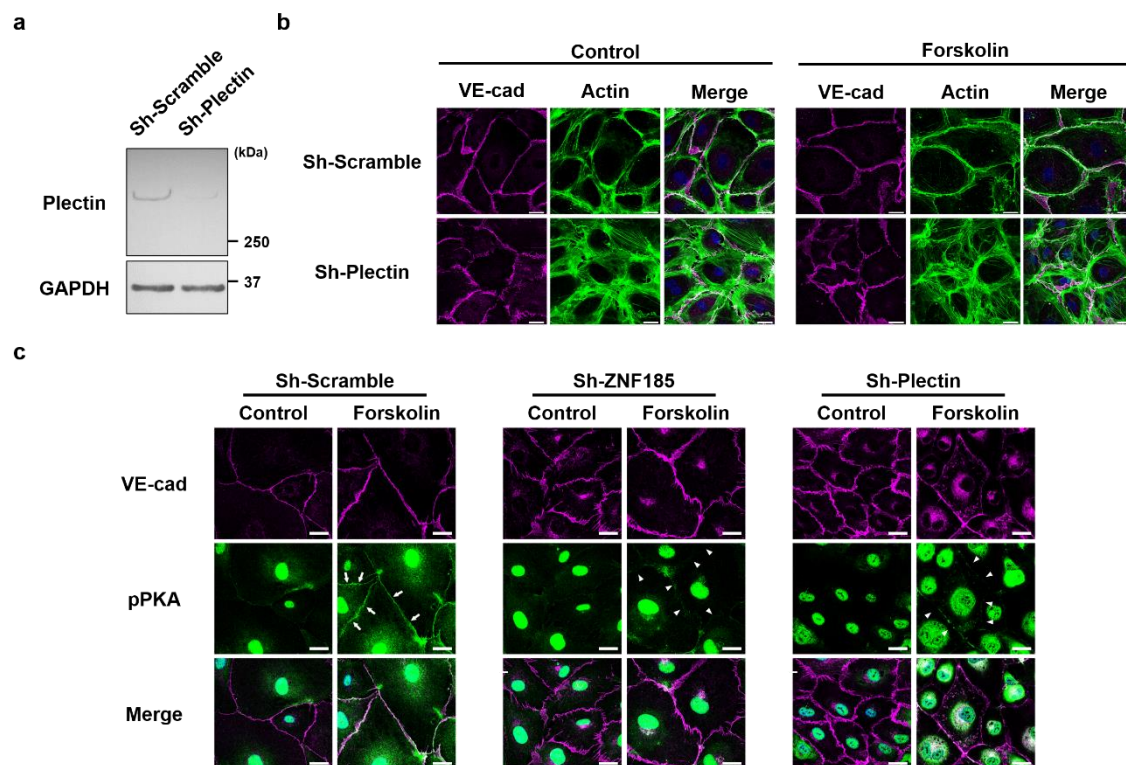 a
Sh-Scramble
Sh-Plectin
(kDa)
Plectin
250
GAPDH
37
b
Control
Forskolin
VE-cad Actin Merge VE-cad Actin Merge
Sh-Scramble
Sh-Plectin
c
Sh-Scramble Sh-ZNF185 Sh-Plectin
Control Forskolin Control Forskolin Control Forskolin
VE-cad
pPKA
Merge